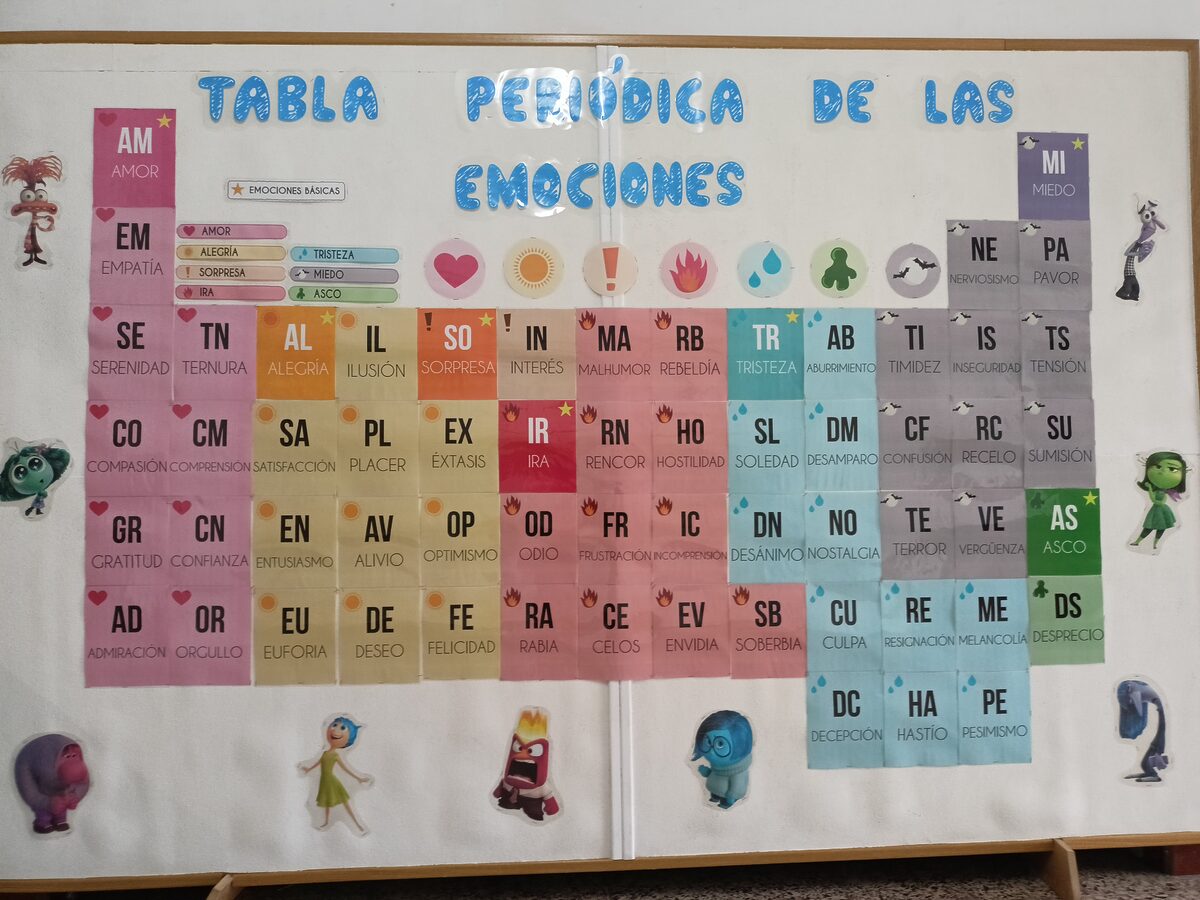 TABLA PERIÓDICA DE LAS
EMOCIONES
AM
AMOR
MI
MIEDO
EMOCIONES BÁSICAS
EM
EMPATÍA
AMOR
ALEGRÍA
SORPRESA
IRA
TRISTEZA
MIEDO
ASCO
NE
NERVIOSISMO
PA
PAVOR
SE
SERENIDAD
TN
TERNURA
AL
ALEGRÍA
IL
ILUSIÓN
SO
SORPRESA
IN
INTERÉS
MA
MALHUMOR
RB
REBELDÍA
TR
TRISTEZA
AB
ABURRIMIENTO
TI
TIMIDEZ
IS
INSEGURIDAD
TS
TENSIÓN
CO
COMPASIÓN
CM
COMPRENSIÓN
SA
SATISFACCIÓN
PL
PLACER
EX
ÉXTASIS
IR
IRA
RN
RENCOR
HO
HOSTILIDAD
SL
SOLEDAD
DM
DESAMPARO
CF
CONFUSIÓN
RC
RECELO
SU
SUMISIÓN
GR
GRATITUD
CN
CONFIANZA
EN
ENTUSIASMO
AV
ALIVIO
OP
OPTIMISMO
OD
ODIO
FR
FRUSTRACIÓN
IC
INCOMPRENSIÓN
DN
DESÁNIMO
NO
NOSTALGIA
TE
TERROR
VE
VERGÜENZA
AS
ASCO
AD
ADMIRACIÓN
OR
ORGULLO
EU
EUFORIA
DE
DESEO
FE
FELICIDAD
RA
RABIA
CE
CELOS
EV
ENVIDIA
SB
SOBERBIA
CU
CULPA
RE
RESIGNACIÓN
ME
MELANCOLÍA
DS
DESPRECIO
DC
DECEPCIÓN
HA
HASTÍO
PE
PESIMISMO